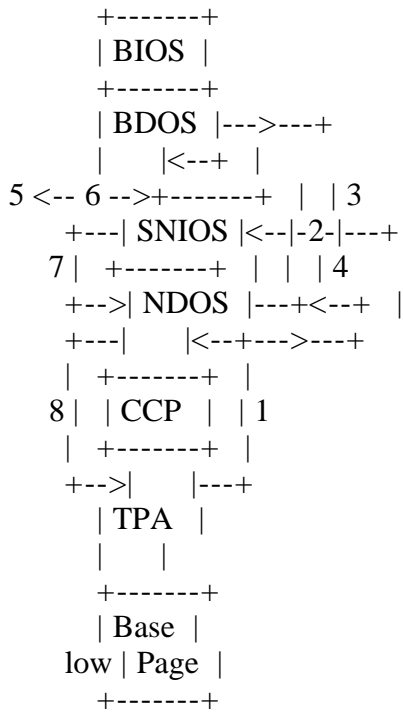 +-------+
| BIOS |
+-------+
| BDOS |--->---+
| |<--+ |
5 <-- 6 -->+-------+ | | 3
+---| SNIOS |<--|-2-|---+
7 | +-------+ | | | 4
+-->| NDOS |---+<--+ |
+---| |<--+--->---+
| +-------+ |
8 | | CCP | | 1
| +-------+ |
+-->| |---+
| TPA |
| |
+-------+
| Base |
low | Page |
+-------+